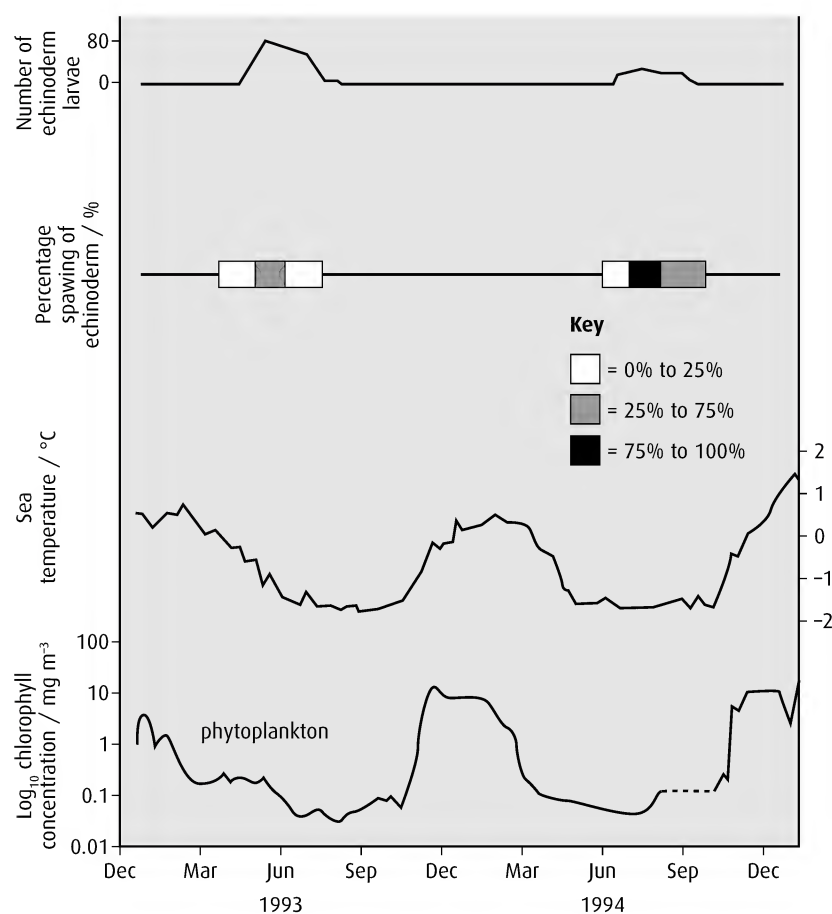 Number of
echinoderm
larvae
80
0
Percentage
spawing of
echinoderm / %
Key
= 0% to 25%
= 25% to 75%
= 75% to 100%
Sea
temperature / °C
2
1
0
−1
−2
Log₁₀ chlorophyll
concentration / mg m⁻³
100
10
1
0.1
0.01
phytoplankton
Dec Mar Jun Sep Dec Mar Jun Sep Dec
1993 1994